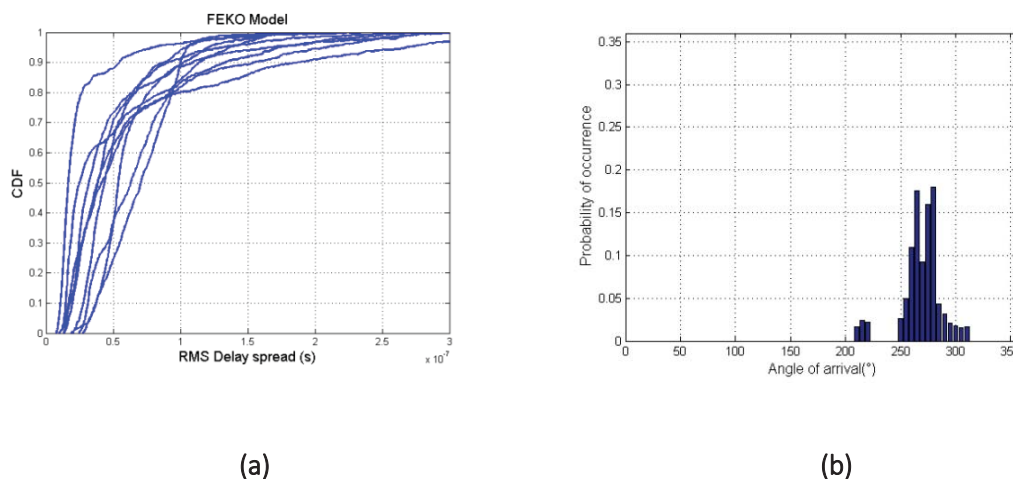 FEKO Model
1
0.9
0.8
0.7
0.6
0.5
0.4
0.3
0.2
0.1
0
CDF
0 0.5 1 1.5 2 2.5 3
x 10⁻⁷
RMS Delay spread (s)
(a)
0.35
0.3
0.25
0.2
0.15
0.1
0.05
0
Probability of occurrence
0 50 100 150 200 250 300 35
Angle of arrival(°)
(b)